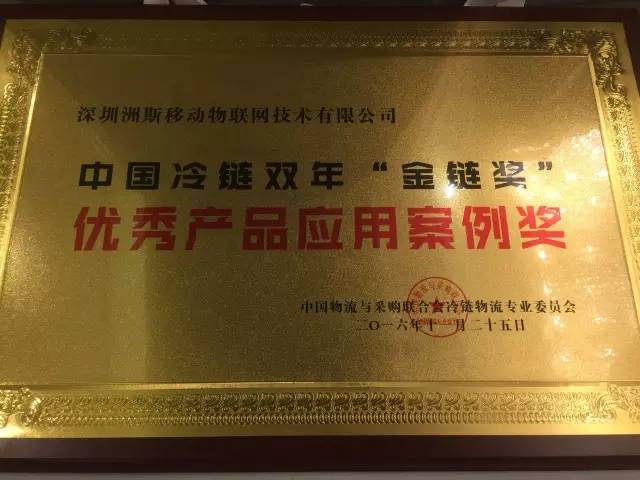 深圳洲斯移动物联网技术有限公司
中国冷链双年“金链奖”
优秀产品应用案例奖
中国物流与采购联合会冷链物流专业委员会
二〇一六年十一月二十五日